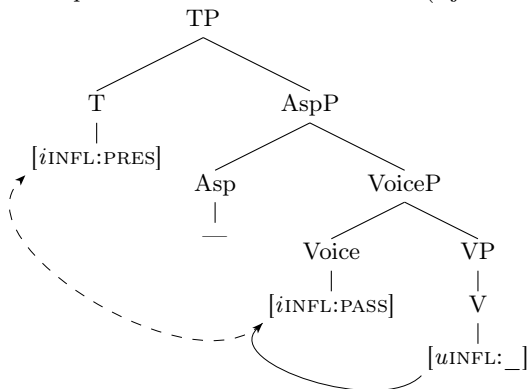 TP
T AspP
[iINFL:PRES]
Asp VoiceP
—
Voice VP
[iINFL:PASS] V
[uINFL:_]